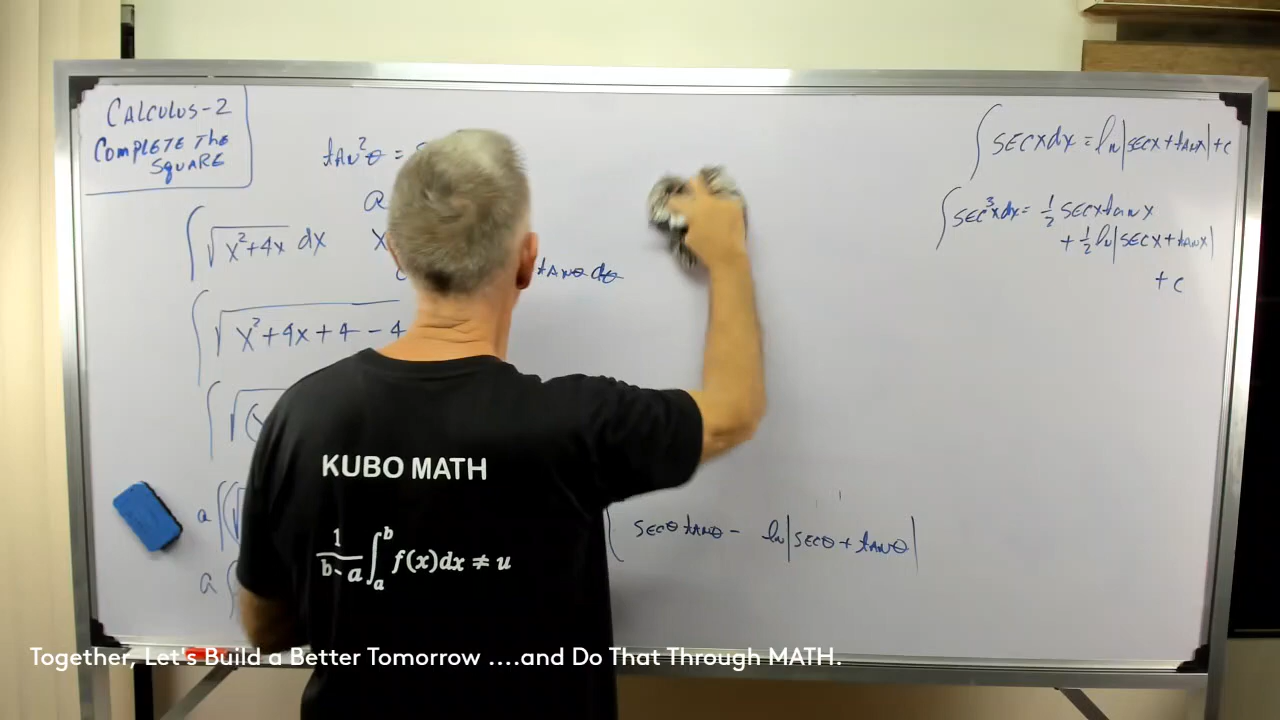 CALCULUS-2
COMPLETE THE
SQUARE
tAN²θ =
∫ SECX dX = ln|SECX + tANX| + C
∫ SEC³X dX = 1/2 SECX tANX
+ 1/2 ln|SECX + tANX|
+ C
a
∫ √(X²+4X) dX
X
tANθ dθ
∫ √(X²+4X+4-4
∫ √(
a
SECθ tANθ - ln|SECθ + tANθ|
a
KUBO MATH
1/(b-a) ∫ₐᵇ f(x)dx ≠ u
Together, Let's Build a Better Tomorrow ....and Do That Through MATH.